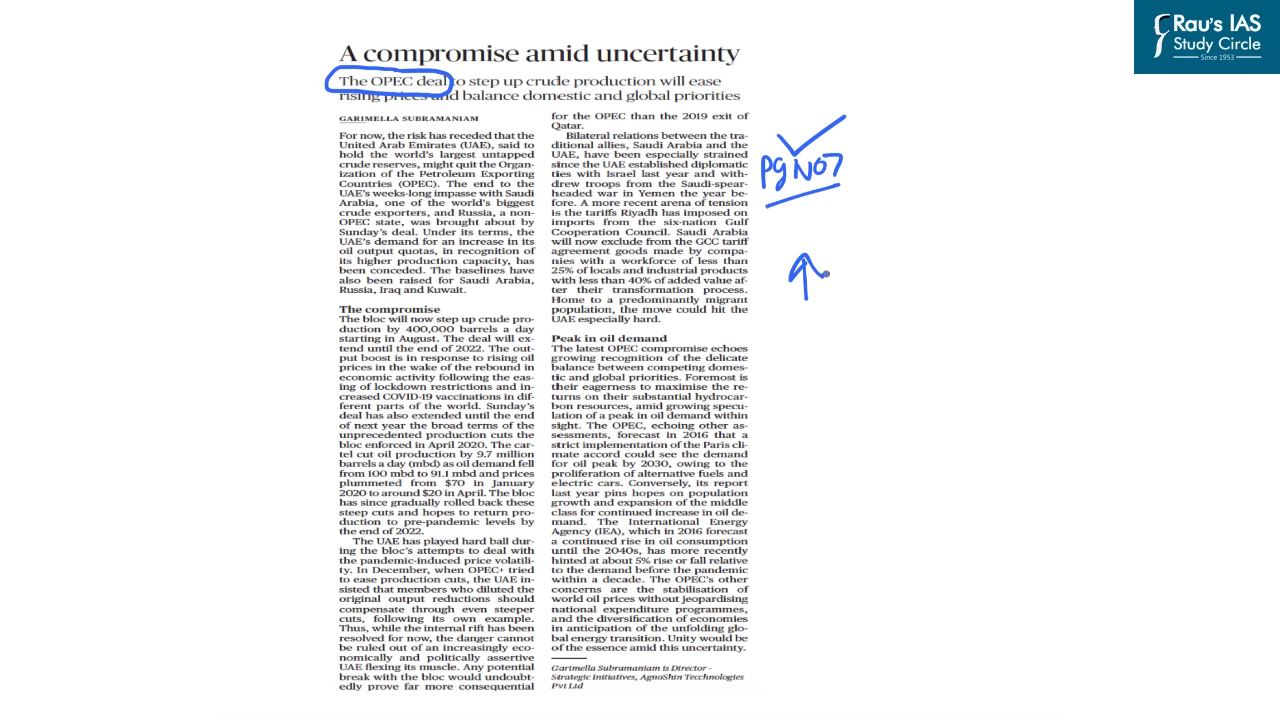 Rau's IAS
Study Circle
Since 1953
A compromise amid uncertainty
The OPEC deal to step up crude production will ease
rising prices and balance domestic and global priorities
GARIMELLA SUBRAMANIAM
For now, the risk has receded that the
United Arab Emirates (UAE), said to
hold the world's largest untapped
crude reserves, might quit the Organ-
ization of the Petroleum Exporting
Countries (OPEC). The end to the
UAE's weeks-long impasse with Saudi
Arabia, one of the world's biggest
crude exporters, and Russia, a non-
OPEC state, was brought about by
Sunday's deal. Under its terms, the
UAE's demand for an increase in its
oil output quotas, in recognition of
its higher production capacity, has
been conceded. The baselines have
also been raised for Saudi Arabia,
Russia, Iraq and Kuwait.
The compromise
The bloc will now step up crude pro-
duction by 400,000 barrels a day
starting in August. The deal will ex-
tend until the end of 2022. The out-
put boost is in response to rising oil
prices in the wake of the rebound in
economic activity following the eas-
ing of lockdown restrictions and in-
creased COVID-19 vaccinations in dif-
ferent parts of the world. Sunday's
deal has also extended until the end
of next year the broad terms of the
unprecedented production cuts the
bloc enforced in April 2020. The car-
tel cut oil production by 9.7 million
barrels a day (mbd) as oil demand fell
from 100 mbd to 91.1 mbd and prices
plummeted from $70 in January
2020 to around $20 in April. The bloc
has since gradually rolled back these
steep cuts and hopes to return pro-
duction to pre-pandemic levels by
the end of 2022.
The UAE has played hard ball dur-
ing the bloc's attempts to deal with
the pandemic-induced price volatili-
ty. In December, when OPEC+ tried
to ease production cuts, the UAE in-
sisted that members who diluted the
original output reductions should
compensate through even steeper
cuts, following its own example.
Thus, while the internal rift has been
resolved for now, the danger cannot
be ruled out of an increasingly eco-
nomically and politically assertive
UAE flexing its muscle. Any potential
break with the bloc would undoubt-
edly prove far more consequential
for the OPEC than the 2019 exit of
Qatar.
Bilateral relations between the tra-
ditional allies, Saudi Arabia and the
UAE, have been especially strained
since the UAE established diplomatic
ties with Israel last year and with-
drew troops from the Saudi-spear-
headed war in Yemen the year be-
fore. A more recent arena of tension
is the tariffs Riyadh has imposed on
imports from the six-nation Gulf
Cooperation Council. Saudi Arabia
will now exclude from the GCC tariff
agreement goods made by compa-
nies with a workforce of less than
25% of locals and industrial products
with less than 40% of added value af-
ter their transformation process.
Home to a predominantly migrant
population, the move could hit the
UAE especially hard.
Peak in oil demand
The latest OPEC compromise echoes
growing recognition of the delicate
balance between competing domes-
tic and global priorities. Foremost is
their eagerness to maximise the re-
turns on their substantial hydrocar-
bon resources, amid growing specu-
lation of a peak in oil demand within
sight. The OPEC, echoing other as-
sessments, forecast in 2016 that a
strict implementation of the Paris cli-
mate accord could see the demand
for oil peak by 2030, owing to the
proliferation of alternative fuels and
electric cars. Conversely, its report
last year pins hopes on population
growth and expansion of the middle
class for continued increase in oil de-
mand. The International Energy
Agency (IEA), which in 2016 forecast
a continued rise in oil consumption
until the 2040s, has more recently
hinted at about 5% rise or fall relative
to the demand before the pandemic
within a decade. The OPEC's other
concerns are the stabilisation of
world oil prices without jeopardising
national expenditure programmes,
and the diversification of economies
in anticipation of the unfolding glo-
bal energy transition. Unity would be
of the essence amid this uncertainty.
Garimella Subramaniam is Director -
Strategic Initiatives, AgnoShin Tecchnologies
Pvt Ltd
Pg No 7